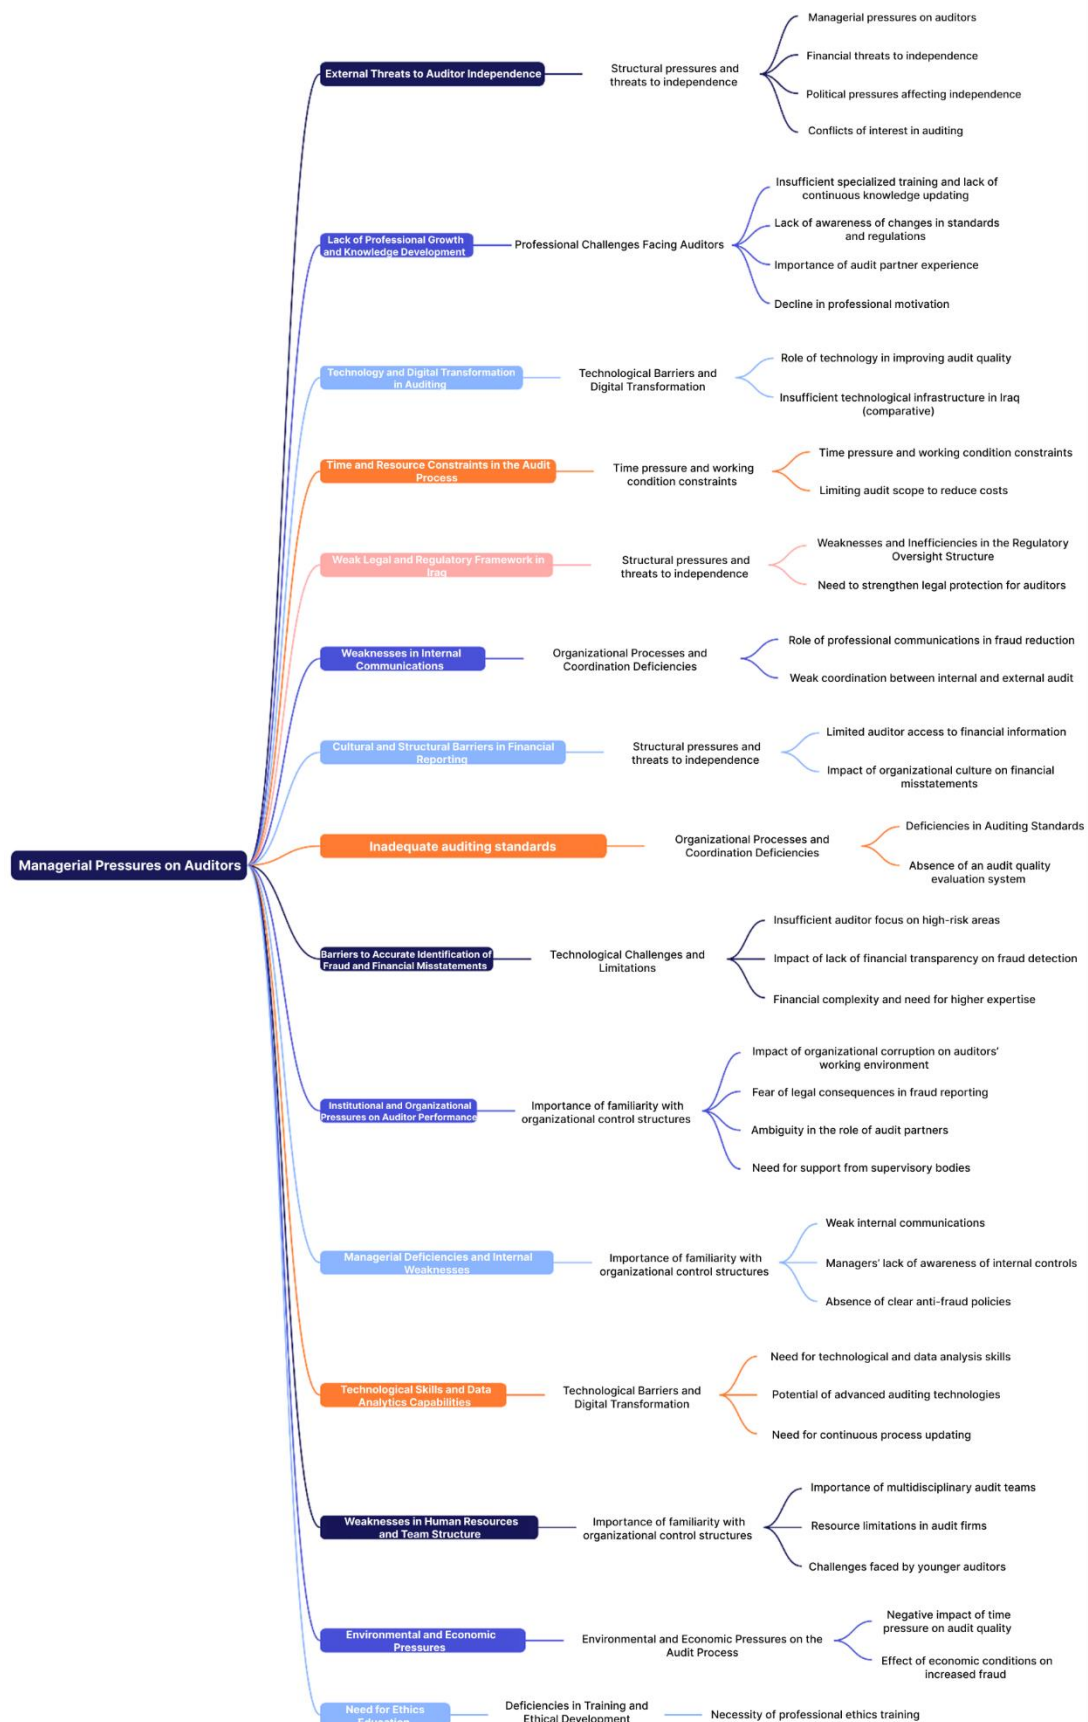 Managerial pressures on auditors
External Threats to Auditor Independence
Structural pressures and
threats to independence
Financial threats to independence
Political pressures affecting independence
Conflicts of interest in auditing
Lack of Professional Growth
and Knowledge Development
Professional Challenges Facing Auditors
Insufficient specialized training and lack of
continuous knowledge updating
Lack of awareness of changes in standards
and regulations
Importance of audit partner experience
Decline in professional motivation
Technology and Digital Transformation
in Auditing
Technological Barriers and
Digital Transformation
Role of technology in improving audit quality
Insufficient technological infrastructure in Iraq
(comparative)
Time and Resource Constraints in the Audit
Process
Time pressure and working
condition constraints
Time pressure and working condition constraints
Limiting audit scope to reduce costs
Weak Legal and Regulatory Framework in
Iraq
Structural pressures and
threats to independence
Weaknesses and Inefficiencies in the Regulatory
Oversight Structure
Need to strengthen legal protection for auditors
Weaknesses in Internal
Communications
Organizational Processes and
Coordination Deficiencies
Role of professional communications in fraud reduction
Weak coordination between internal and external audit
Cultural and Structural Barriers in Financial
Reporting
Structural pressures and
threats to independence
Limited auditor access to financial information
Impact of organizational culture on financial
misstatements
Managerial Pressures on Auditors
Inadequate auditing standards
Organizational Processes and
Coordination Deficiencies
Deficiencies in Auditing Standards
Absence of an audit quality
evaluation system
Barriers to Accurate Identification of
Fraud and Financial Misstatements
Technological Challenges and
Limitations
Insufficient auditor focus on high-risk areas
Impact of lack of financial transparency on fraud detection
Financial complexity and need for higher expertise
Institutional and Organizational
Pressures on Auditor Performance
Importance of familiarity with
organizational control structures
Impact of organizational corruption on auditors'
working environment
Fear of legal consequences in fraud reporting
Ambiguity in the role of audit partners
Need for support from supervisory bodies
Managerial Deficiencies and Internal
Weaknesses
Importance of familiarity with
organizational control structures
Weak internal communications
Managers' lack of awareness of internal controls
Absence of clear anti-fraud policies
Technological Skills and Data
Analytics Capabilities
Technological Barriers and
Digital Transformation
Need for technological and data analysis skills
Potential of advanced auditing technologies
Need for continuous process updating
Weaknesses in Human Resources
and Team Structure
Importance of familiarity with
organizational control structures
Importance of multidisciplinary audit teams
Resource limitations in audit firms
Challenges faced by younger auditors
Environmental and Economic
Pressures
Environmental and Economic Pressures on the
Audit Process
Negative impact of time
pressure on audit quality
Effect of economic conditions on
increased fraud
Need for Ethics
Education
Deficiencies in Training and
Ethical Development
Necessity of professional ethics training